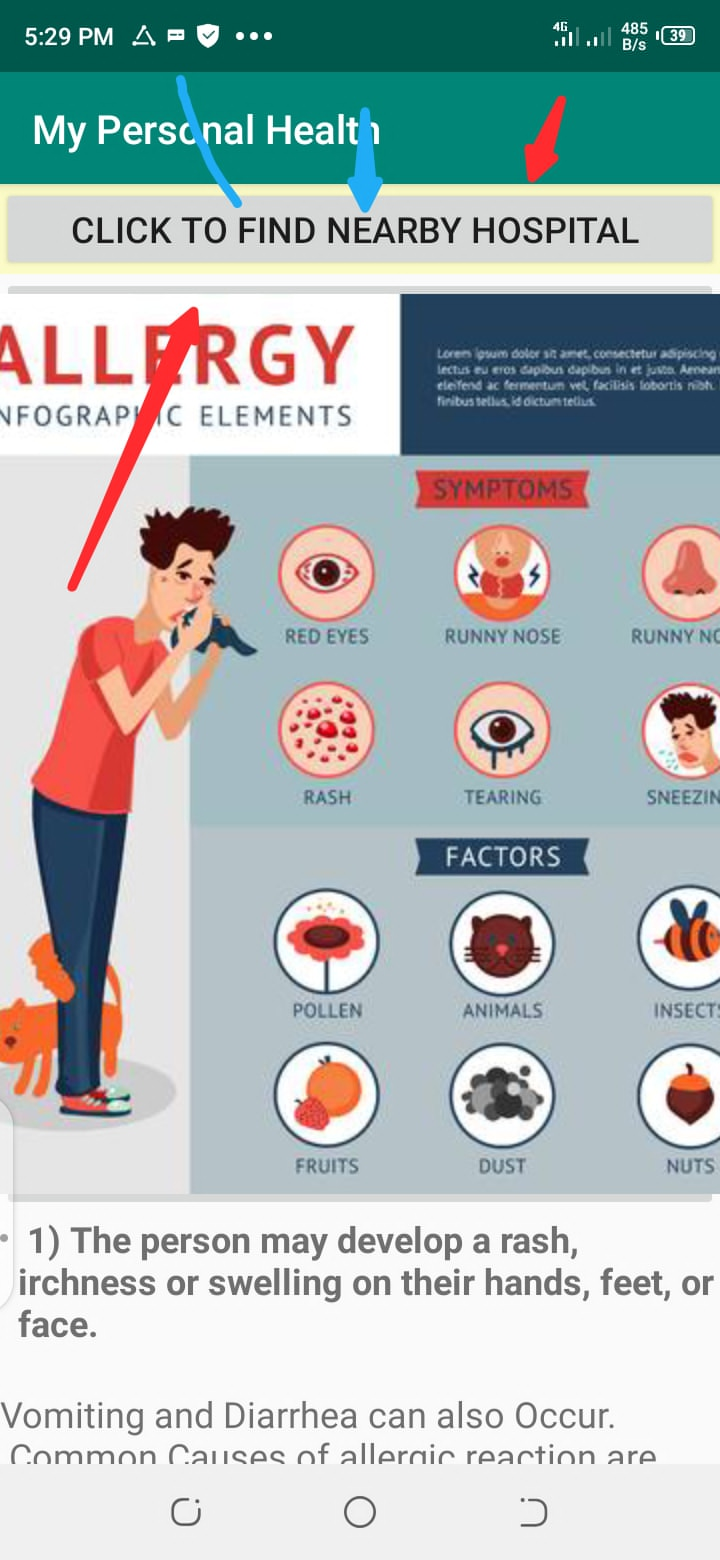 5:29 PM
4G
485
B/s
39
My Personal Health
CLICK TO FIND NEARBY HOSPITAL
ALLERGY
NFOGRAPHIC ELEMENTS
Lorem ipsum dolor sit amet, consectetur adipiscing
lectus eu eros dapibus dapibus in et justo. Aenean
eleifend ac fermentum vel, facilisis lobortis nibh.
finibus tellus, id dictum tellus.
SYMPTOMS
RED EYES
RUNNY NOSE
RUNNY NO
RASH
TEARING
SNEEZIN
FACTORS
POLLEN
ANIMALS
INSECTS
FRUITS
DUST
NUTS
1) The person may develop a rash,
irchness or swelling on their hands, feet, or
face.
Vomiting and Diarrhea can also Occur.
Common Causes of allergic reaction are